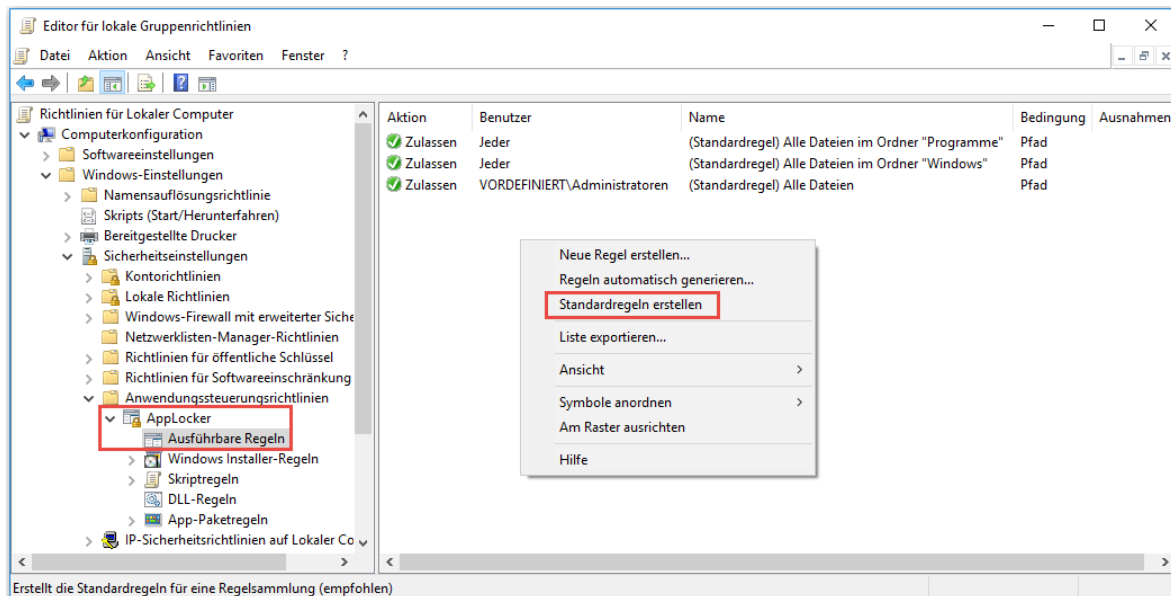 Editor für lokale Gruppenrichtlinien
Datei Aktion Ansicht Favoriten Fenster ?
Richtlinien für Lokaler Computer
Computerkonfiguration
Softwareeinstellungen
Windows-Einstellungen
Namensauflösungsrichtlinie
Skripts (Start/Herunterfahren)
Bereitgestellte Drucker
Sicherheitseinstellungen
Kontorichtlinien
Lokale Richtlinien
Windows-Firewall mit erweiterter Siche
Netzwerklisten-Manager-Richtlinien
Richtlinien für öffentliche Schlüssel
Richtlinien für Softwareeinschränkung
Anwendungssteuerungsrichtlinien
AppLocker
Ausführbare Regeln
Windows Installer-Regeln
Skriptregeln
DLL-Regeln
App-Paketregeln
IP-Sicherheitsrichtlinien auf Lokaler Co
Aktion Benutzer Name Bedingung Ausnahmen
Zulassen Jeder (Standardregel) Alle Dateien im Ordner "Programme" Pfad
Zulassen Jeder (Standardregel) Alle Dateien im Ordner "Windows" Pfad
Zulassen VORDEFINIERT\Administratoren (Standardregel) Alle Dateien Pfad
Neue Regel erstellen...
Regeln automatisch generieren...
Standardregeln erstellen
Liste exportieren...
Ansicht
Symbole anordnen
Am Raster ausrichten
Hilfe
Erstellt die Standardregeln für eine Regelsammlung (empfohlen)